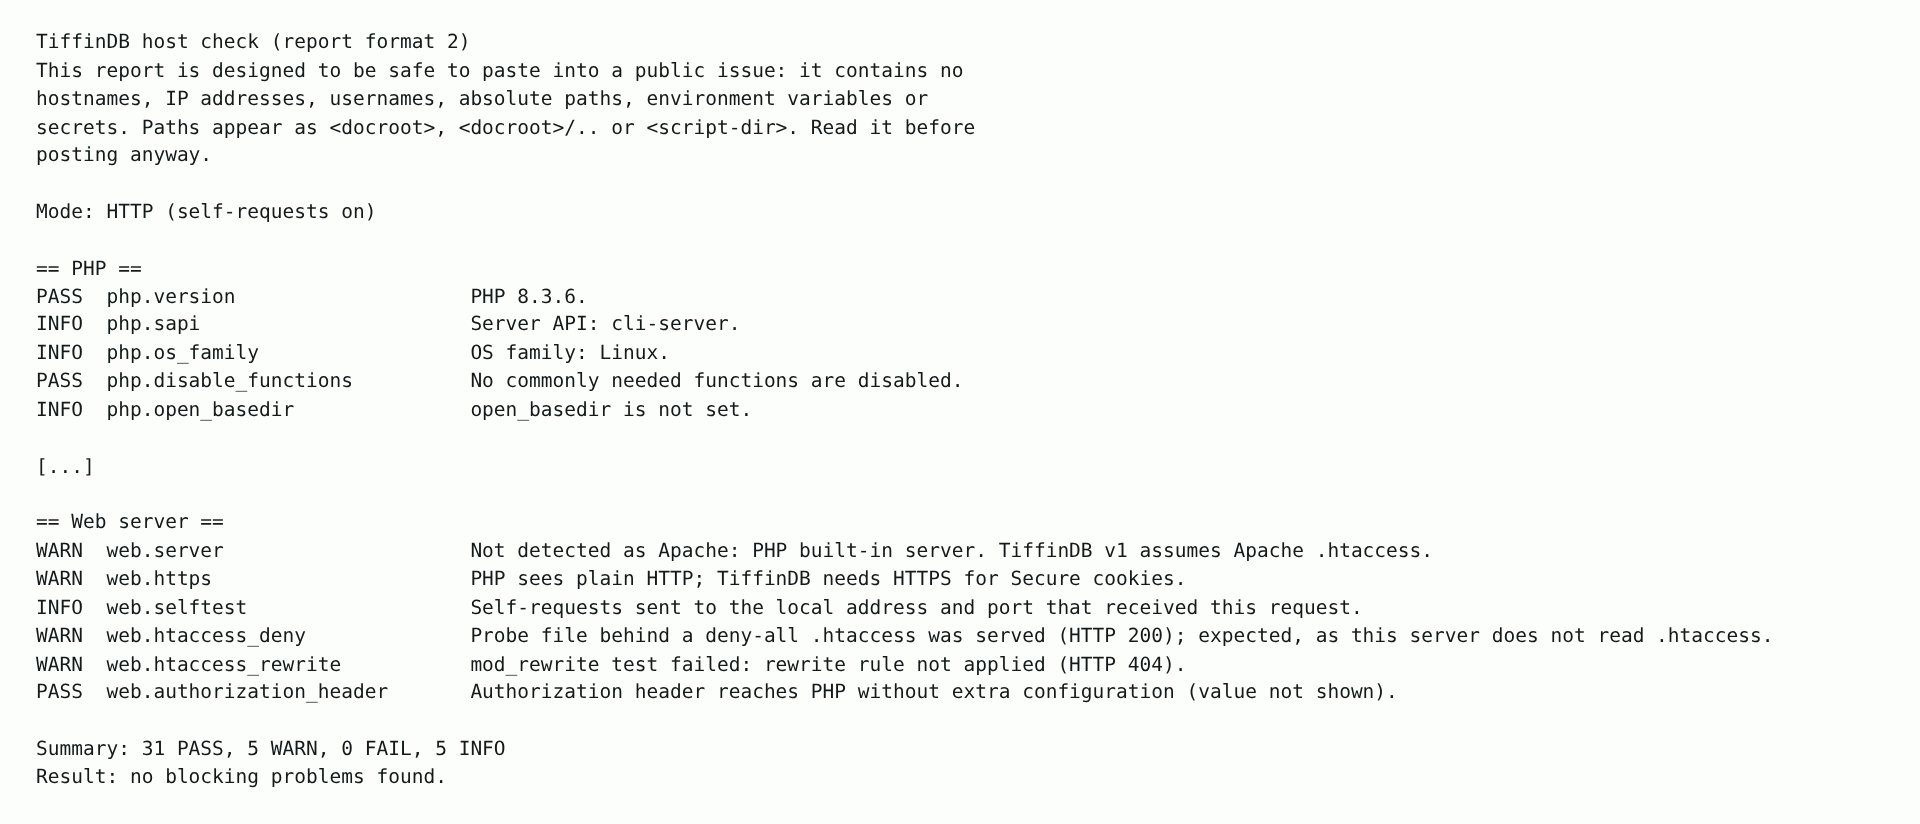 TiffinDB host check (report format 2)
This report is designed to be safe to paste into a public issue: it contains no
hostnames, IP addresses, usernames, absolute paths, environment variables or
secrets. Paths appear as <docroot>, <docroot>/.. or <script-dir>. Read it before
posting anyway.

Mode: HTTP (self-requests on)

== PHP ==
PASS  php.version                    PHP 8.3.6.
INFO  php.sapi                       Server API: cli-server.
INFO  php.os_family                  OS family: Linux.
PASS  php.disable_functions          No commonly needed functions are disabled.
INFO  php.open_basedir               open_basedir is not set.

[...]

== Web server ==
WARN  web.server                     Not detected as Apache: PHP built-in server. TiffinDB v1 assumes Apache .htaccess.
WARN  web.https                      PHP sees plain HTTP; TiffinDB needs HTTPS for Secure cookies.
INFO  web.selftest                   Self-requests sent to the local address and port that received this request.
WARN  web.htaccess_deny              Probe file behind a deny-all .htaccess was served (HTTP 200); expected, as this server does not read .htaccess.
WARN  web.htaccess_rewrite           mod_rewrite test failed: rewrite rule not applied (HTTP 404).
PASS  web.authorization_header       Authorization header reaches PHP without extra configuration (value not shown).

Summary: 31 PASS, 5 WARN, 0 FAIL, 5 INFO
Result: no blocking problems found.